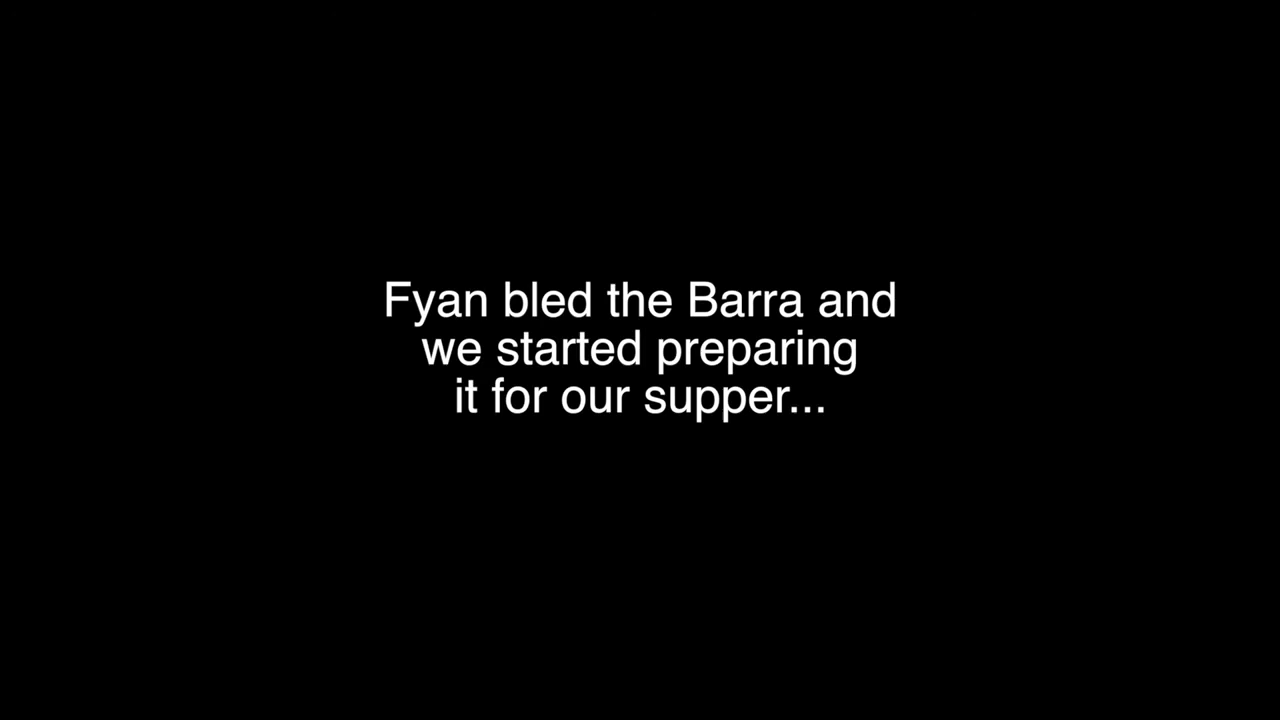 Fyan bled the Barra and
we started preparing
it for our supper...